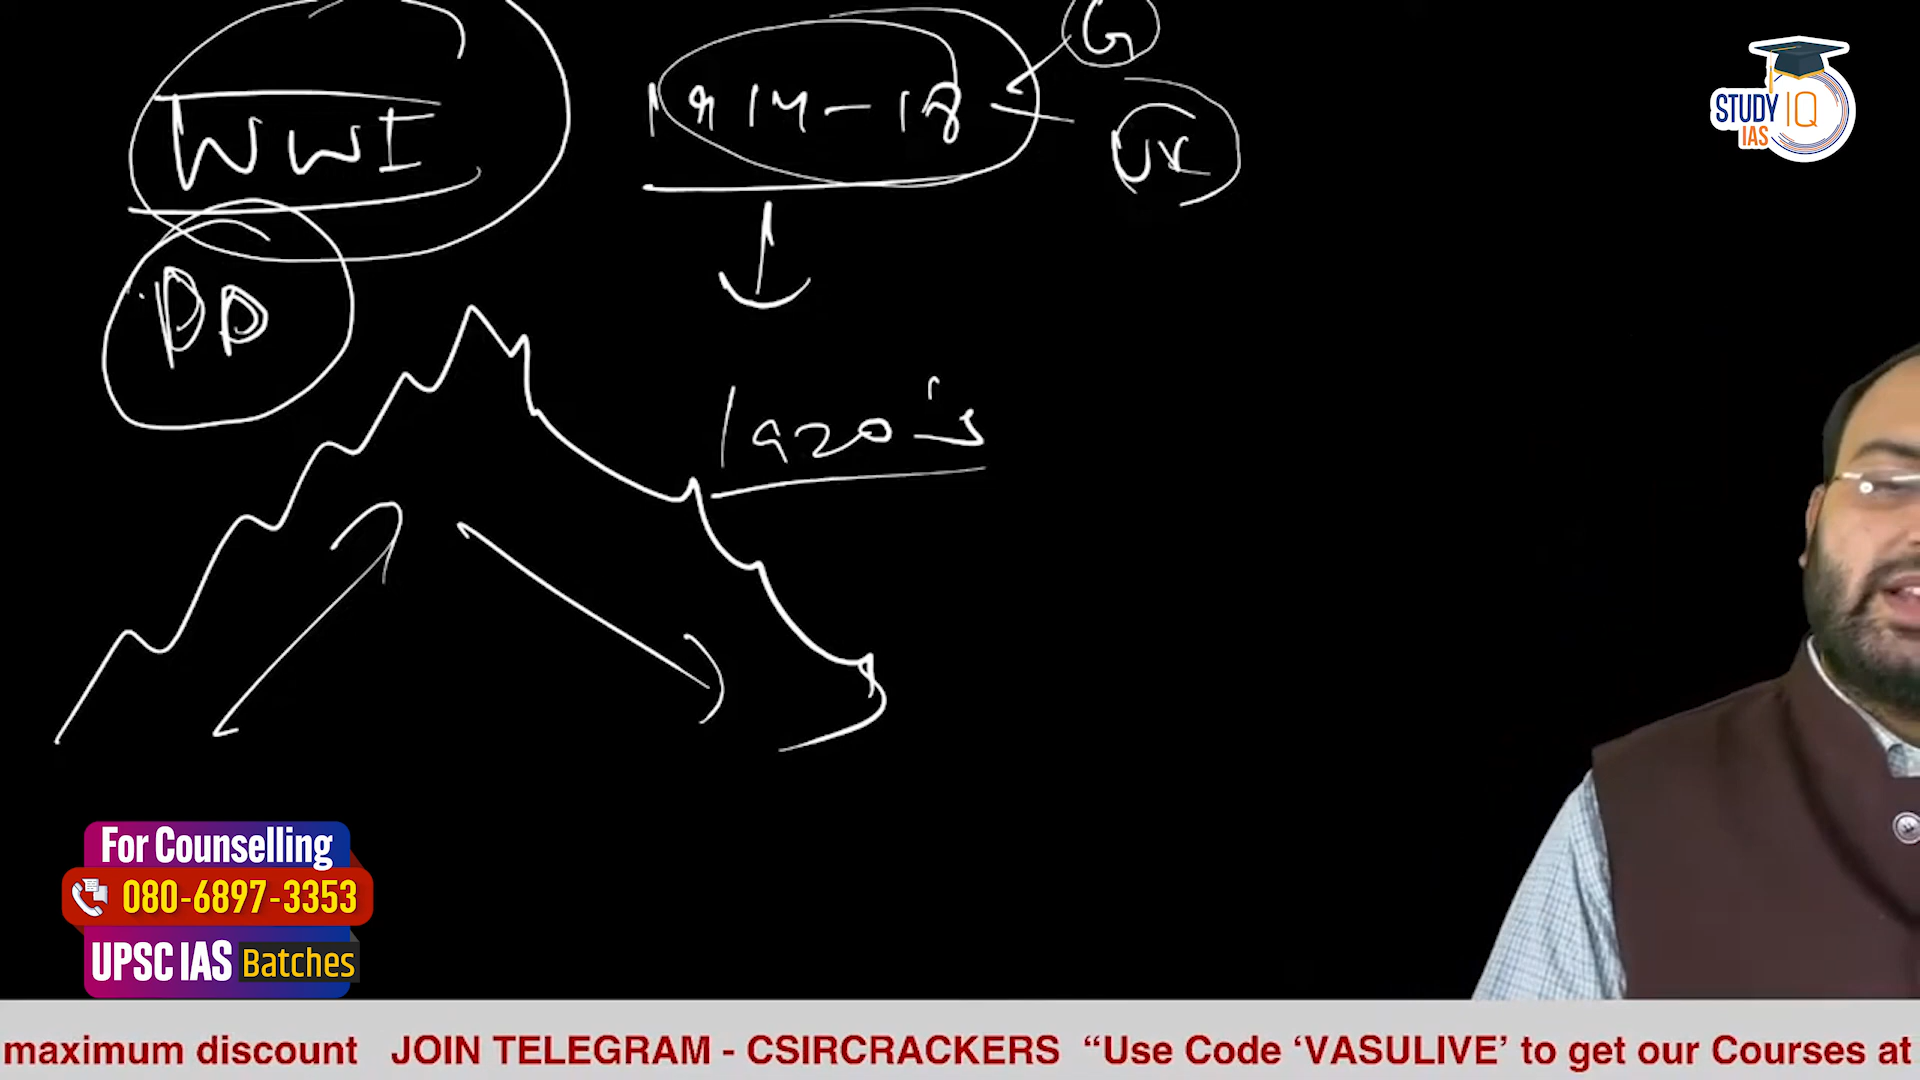 G
WWI 1914-18
UK
DD
1920's
STUDY IQ
IAS
For Counselling
080-6897-3353
UPSC IAS Batches
maximum discount JOIN TELEGRAM - CSIRCRACKERS “Use Code ‘VASULIVE’ to get our Courses at